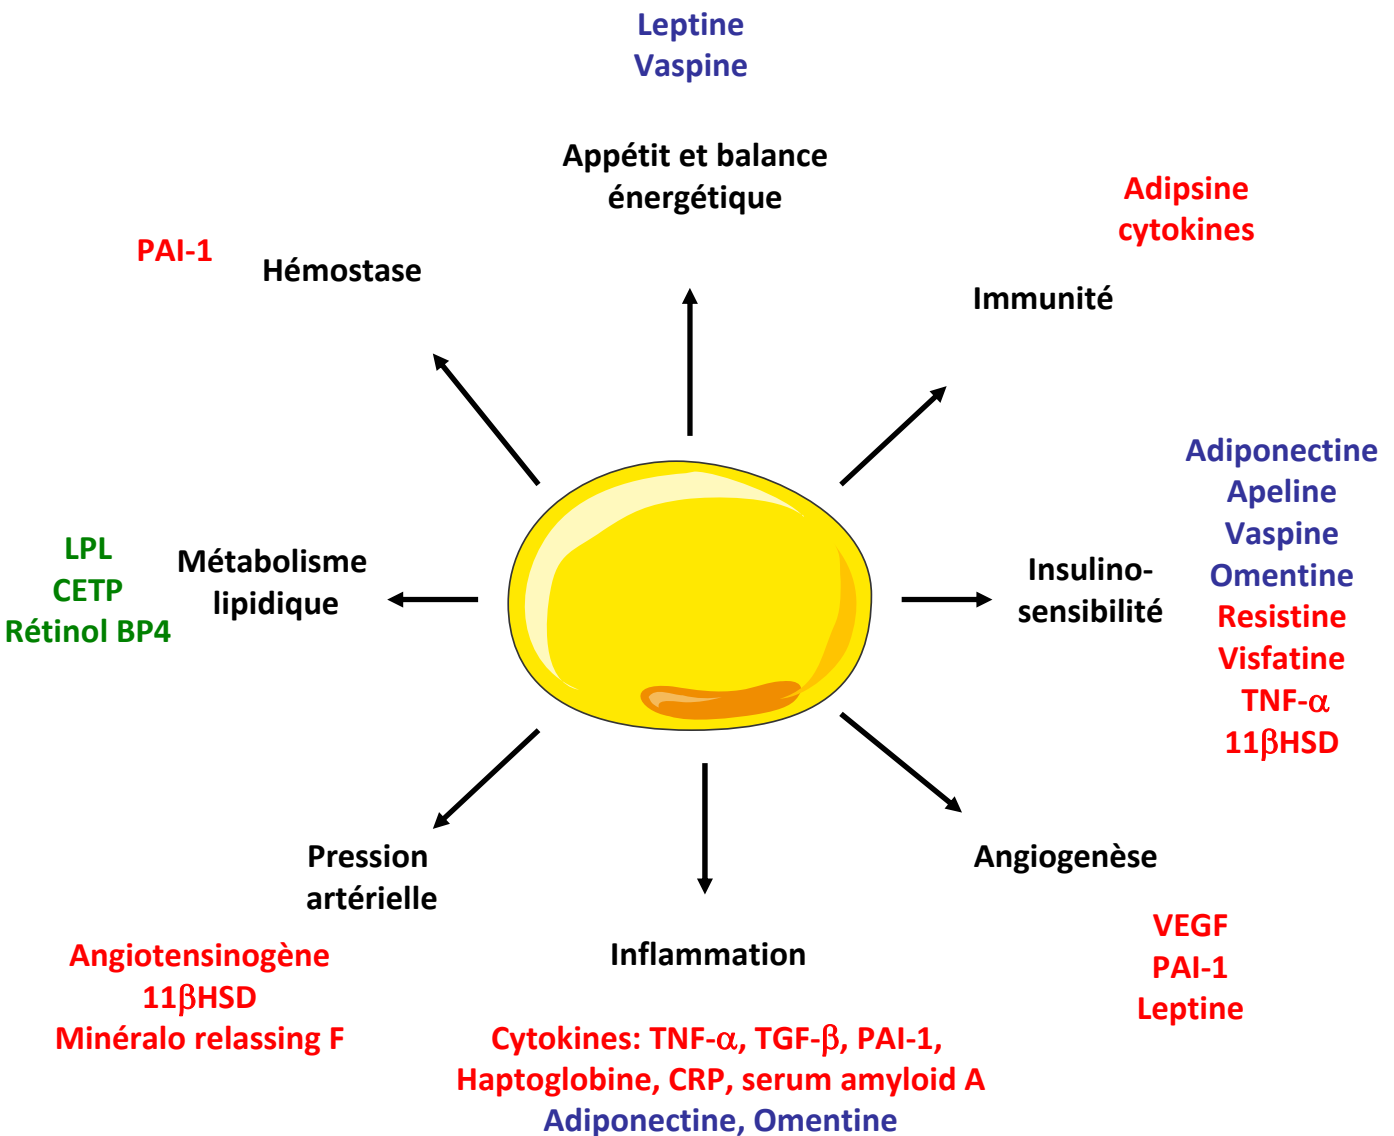 Leptine
Vaspine
Appétit et balance
énergétique
Adipsine
cytokines
PAI-1
Hémostase
Immunité
Adiponectine
Apeline
Vaspine
Omentine
Resistine
Visfatine
TNF-α
11βHSD
Insulino-
sensibilité
LPL
CETP
Rétinol BP4
Métabolisme
lipidique
Pression
artérielle
Angiotensinogène
11βHSD
Minéralo relassing F
Inflammation
Cytokines: TNF-α, TGF-β, PAI-1,
Haptoglobine, CRP, serum amyloid A
Adiponectine, Omentine
Angiogenèse
VEGF
PAI-1
Leptine